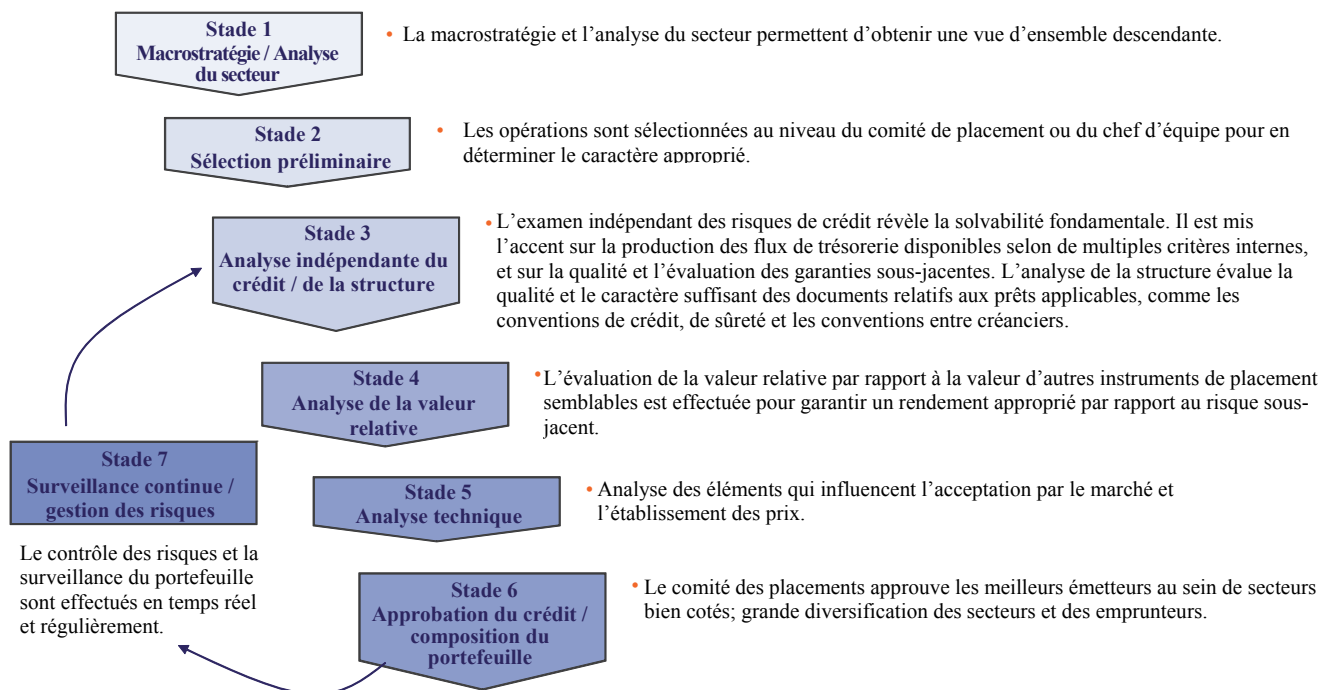 Stade 1
Macrostratégie / Analyse
du secteur
• La macrostratégie et l’analyse du secteur permettent d’obtenir une vue d’ensemble descendante.
Stade 2
Sélection préliminaire
• Les opérations sont sélectionnées au niveau du comité de placement ou du chef d’équipe pour en
déterminer le caractère approprié.
Stade 3
Analyse indépendante du
crédit / de la structure
• L’examen indépendant des risques de crédit révèle la solvabilité fondamentale. Il est mis
l’accent sur la production des flux de trésorerie disponibles selon de multiples critères internes,
et sur la qualité et l’évaluation des garanties sous-jacentes. L’analyse de la structure évalue la
qualité et le caractère suffisant des documents relatifs aux prêts applicables, comme les
conventions de crédit, de sûreté et les conventions entre créanciers.
Stade 4
Analyse de la valeur
relative
• L’évaluation de la valeur relative par rapport à la valeur d’autres instruments de placement
semblables est effectuée pour garantir un rendement approprié par rapport au risque sous-
jacent.
Stade 5
Analyse technique
• Analyse des éléments qui influencent l’acceptation par le marché et
l’établissement des prix.
Stade 6
Approbation du crédit /
composition du
portefeuille
• Le comité des placements approuve les meilleurs émetteurs au sein de secteurs
bien cotés; grande diversification des secteurs et des emprunteurs.
Stade 7
Surveillance continue /
gestion des risques
Le contrôle des risques et la
surveillance du portefeuille
sont effectués en temps réel
et régulièrement.